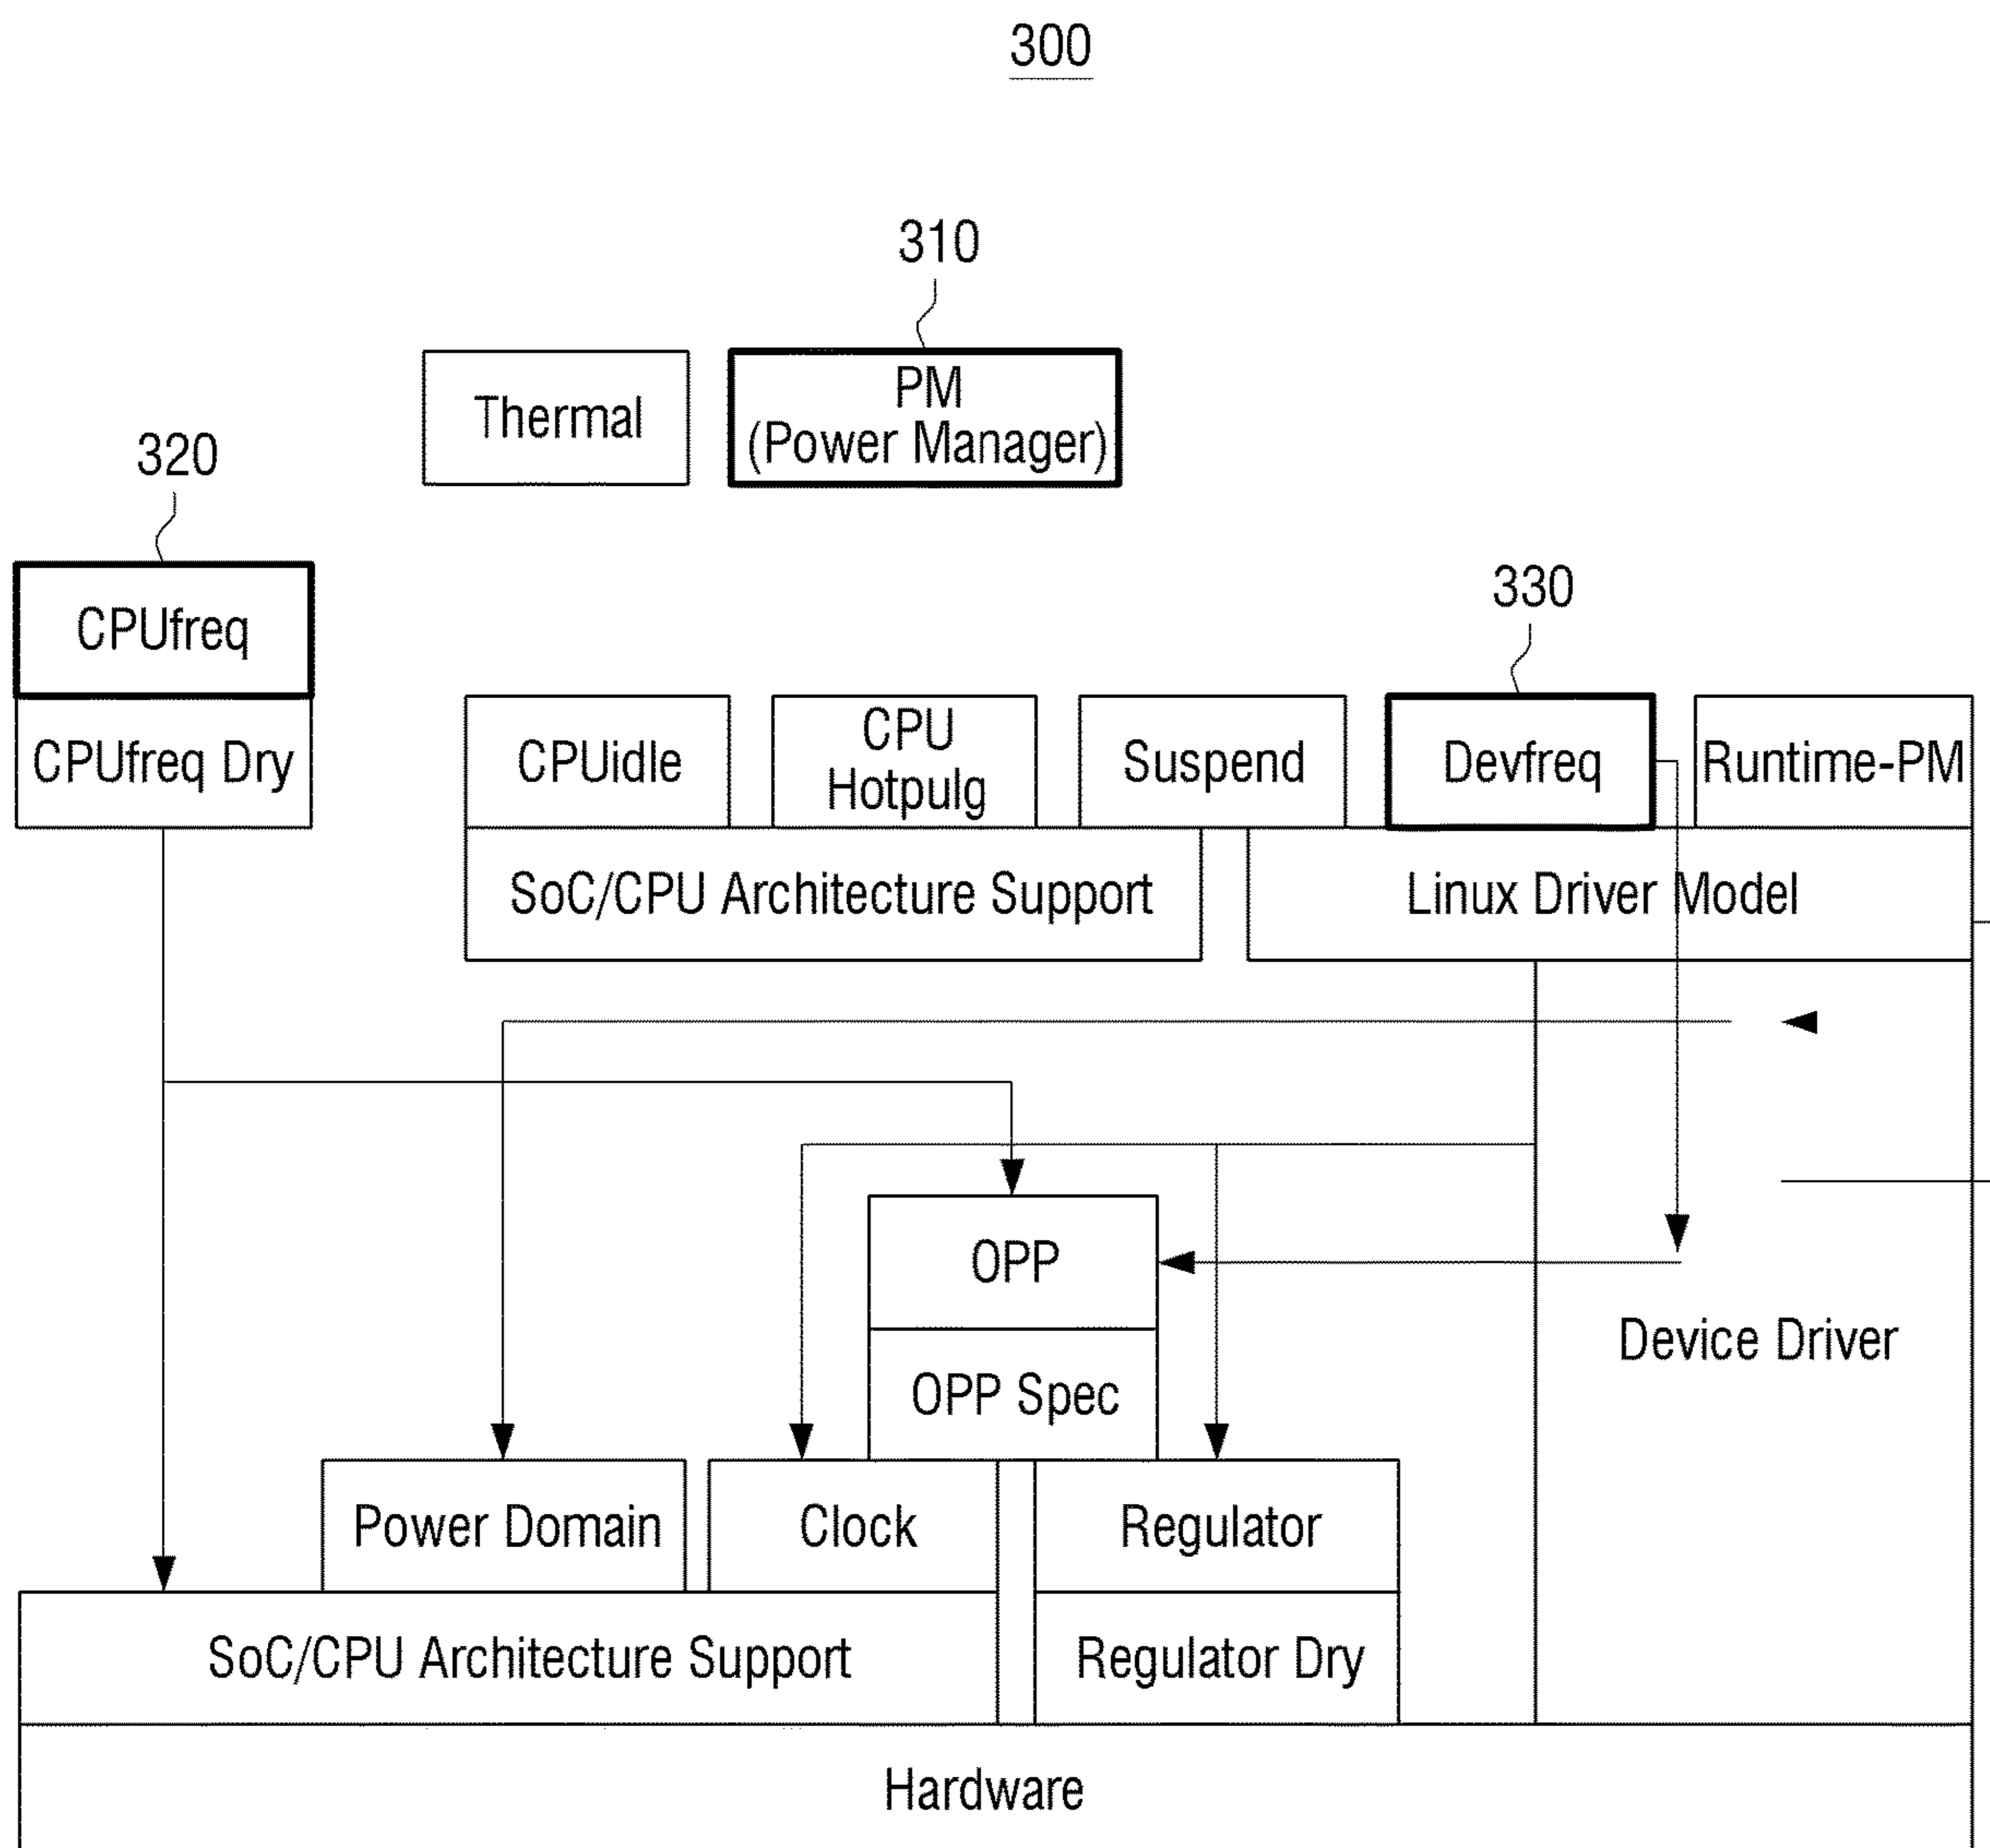 300
310
Thermal
PM
(Power Manager)
320
CPUfreq
330
CPUfreq Dry
CPUidle
CPU
Hotpulg
Suspend
Devfreq
Runtime-PM
SoC/CPU Architecture Support
Linux Driver Model
OPP
Device Driver
OPP Spec
Power Domain
Clock
Regulator
SoC/CPU Architecture Support
Regulator Dry
Hardware